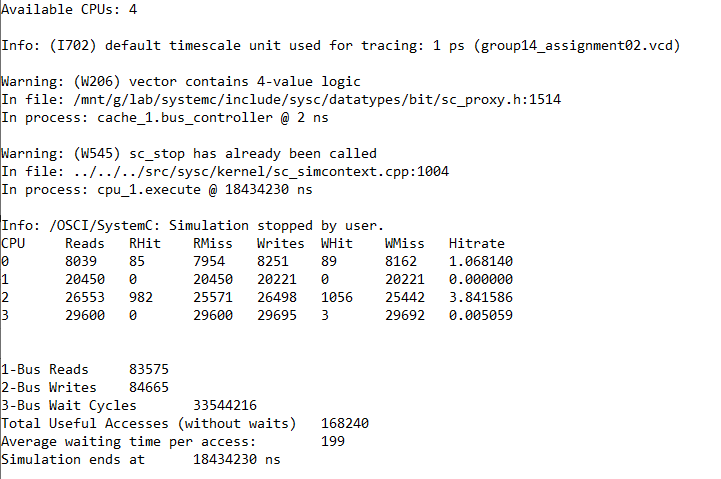 Available CPUs: 4
Info: (I702) default timescale unit used for tracing: 1 ps (group14_assignment02.vcd)
Warning: (W206) vector contains 4-value logic
In file: /mnt/g/lab/systemc/include/sysc/datatypes/bit/sc_proxy.h:1514
In process: cache_1.bus_controller @ 2 ns
Warning: (W545) sc_stop has already been called
In file: ../../../src/sysc/kernel/sc_simcontext.cpp:1004
In process: cpu_1.execute @ 18434230 ns
Info: /OSCI/SystemC: Simulation stopped by user.
CPU Reads RHit RMiss Writes WHit WMiss Hitrate
0 8039 85 7954 8251 89 8162 1.068140
1 20450 0 20450 20221 0 20221 0.000000
2 26553 982 25571 26498 1056 25442 3.841586
3 29600 0 29600 29695 3 29692 0.005059
1-Bus Reads 83575
2-Bus Writes 84665
3-Bus Wait Cycles 33544216
Total Useful Accesses (without waits) 168240
Average waiting time per access: 199
Simulation ends at 18434230 ns